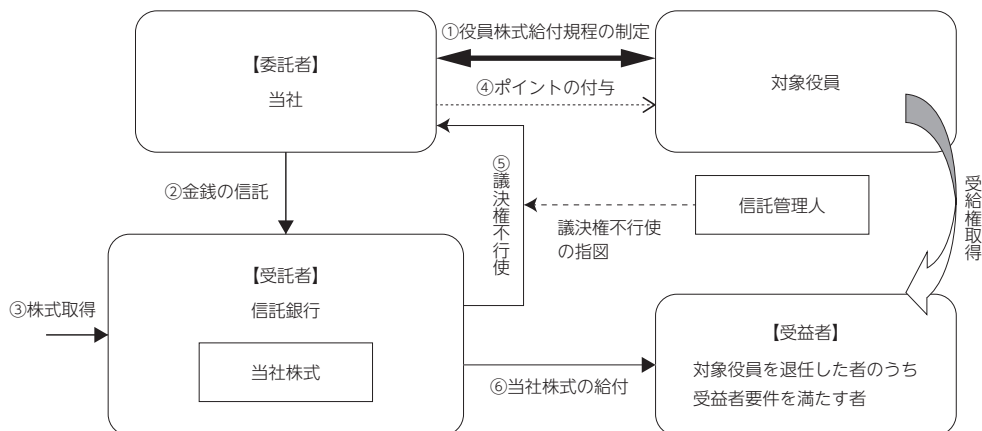 ①役員株式給付規程の制定
【委託者】
当社
④ポイントの付与
対象役員
②金銭の信託
⑤議決権不行使
議決権不行使
の指図
信託管理人
受給権取得
【受託者】
信託銀行
③株式取得
当社株式
⑥当社株式の給付
【受益者】
対象役員を退任した者のうち
受益者要件を満たす者